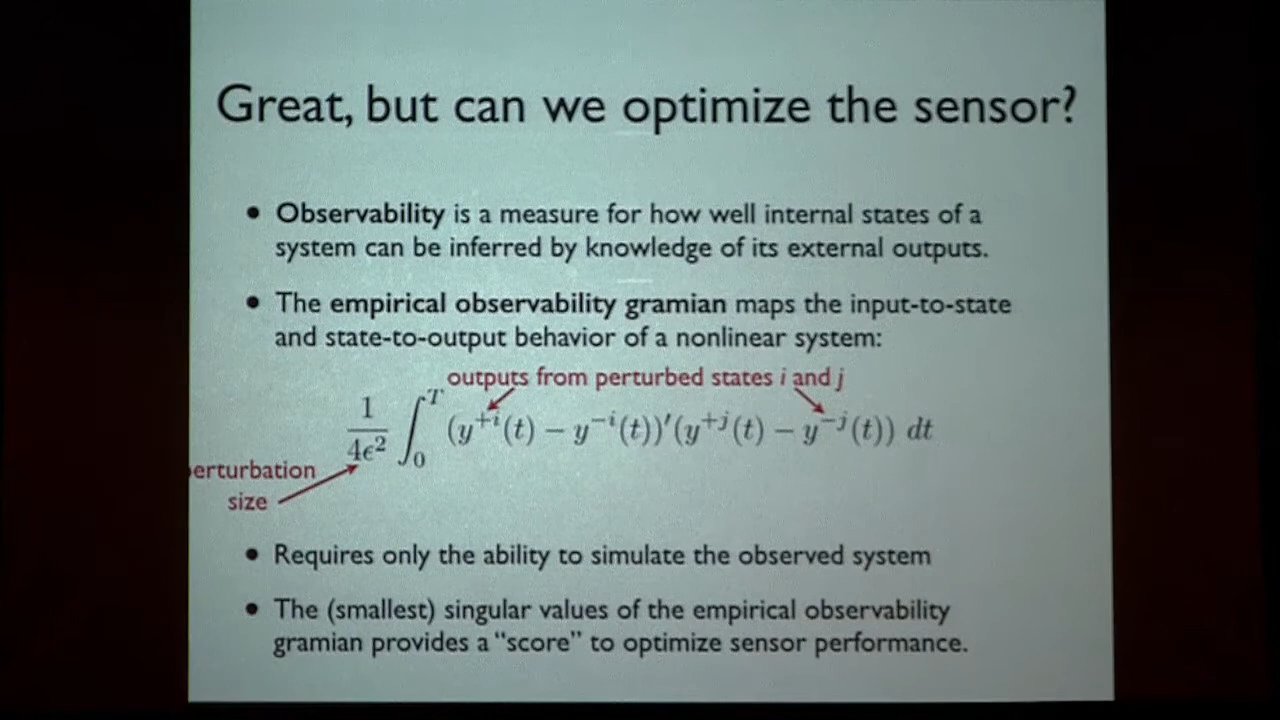 Great, but can we optimize the sensor?
• Observability is a measure for how well internal states of a
system can be inferred by knowledge of its external outputs.
• The empirical observability gramian maps the input-to-state
and state-to-output behavior of a nonlinear system:
outputs from perturbed states i and j
1/4ϵ² ∫₀ᵀ (y⁺ⁱ(t) − y⁻ⁱ(t))′(y⁺ʲ(t) − y⁻ʲ(t)) dt
erturbation
size
• Requires only the ability to simulate the observed system
• The (smallest) singular values of the empirical observability
gramian provides a “score” to optimize sensor performance.